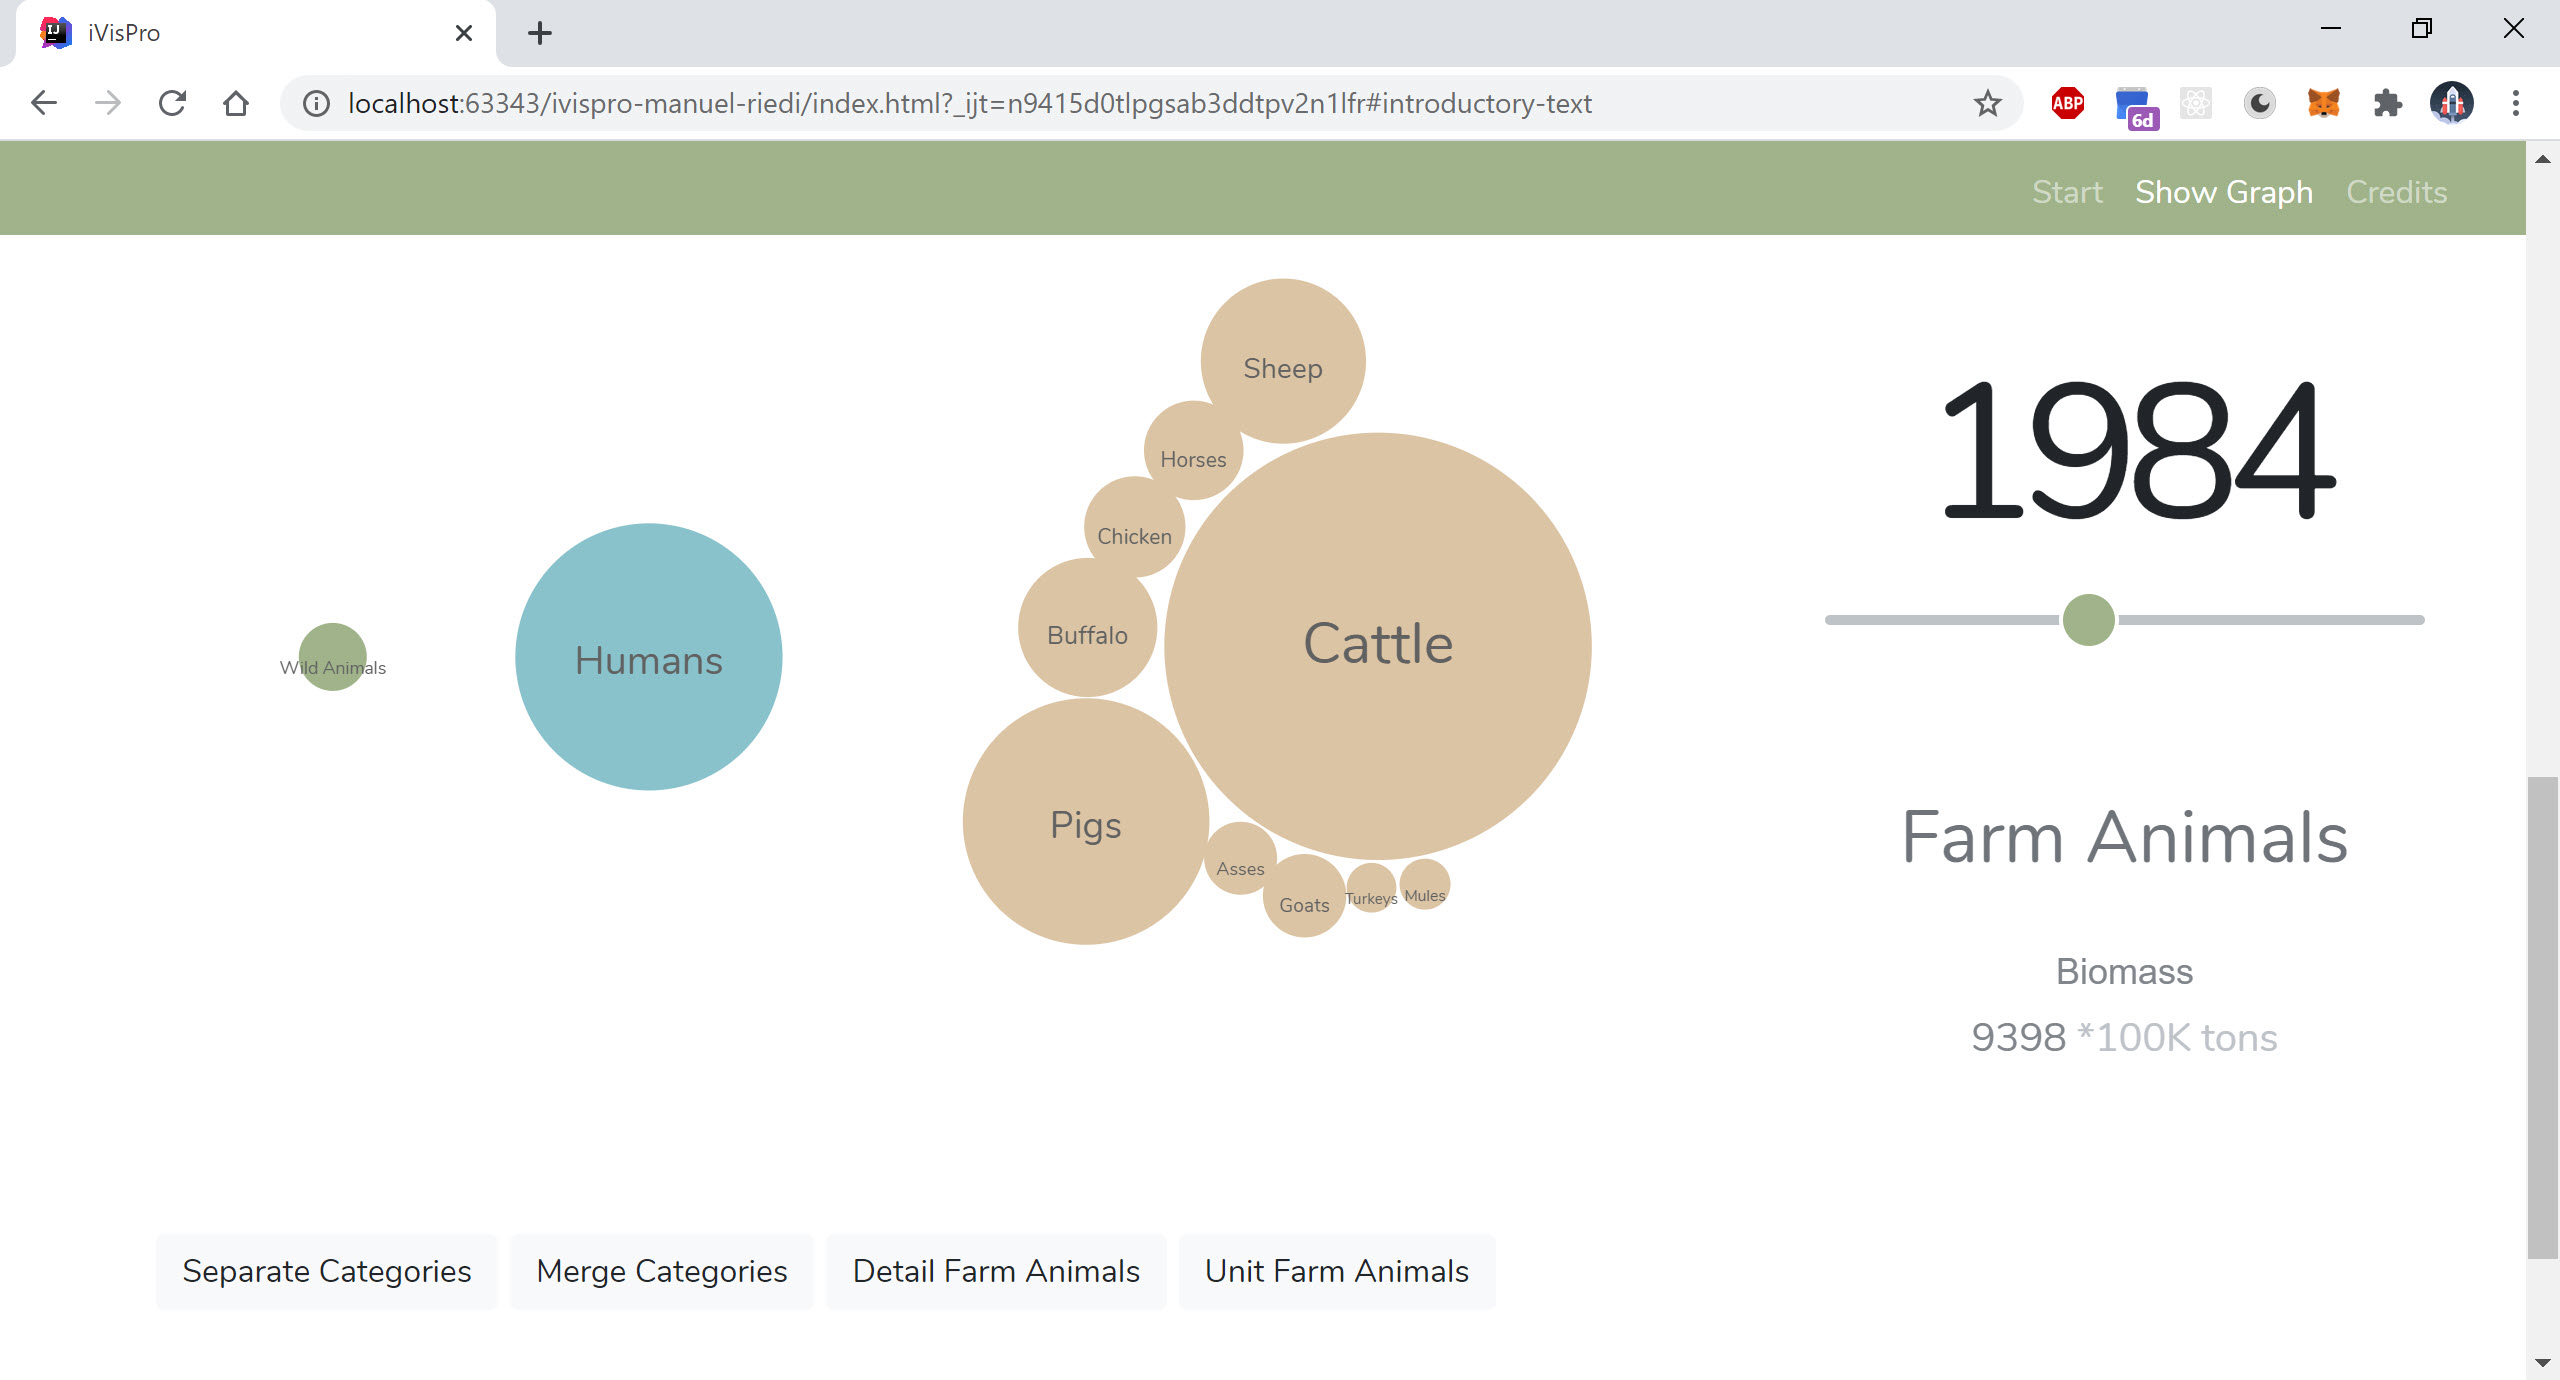 iVisPro
localhost:63343/ivispro-manuel-riedi/index.html?_ijt=n9415d0tlpgsab3ddtpv2n1lfr#introductory-text
ABP
6d
Start Show Graph Credits
Sheep
Horses
Chicken
Buffalo
Cattle
Wild Animals
Humans
Pigs
Asses
Goats
Turkeys
Mules
1984
Farm Animals
Biomass
9398 *100K tons
Separate Categories
Merge Categories
Detail Farm Animals
Unit Farm Animals